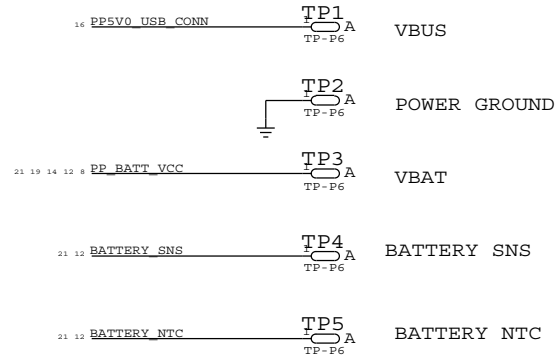 TP1
16 PP5V0_USB_CONN 1 A VBUS
TP-P6
TP2
1 A POWER GROUND
TP-P6
TP3
21 19 14 12 8 PP_BATT_VCC 1 A VBAT
TP-P6
TP4
21 12 BATTERY_SNS 1 A BATTERY SNS
TP-P6
TP5
21 12 BATTERY_NTC 1 A BATTERY NTC
TP-P6